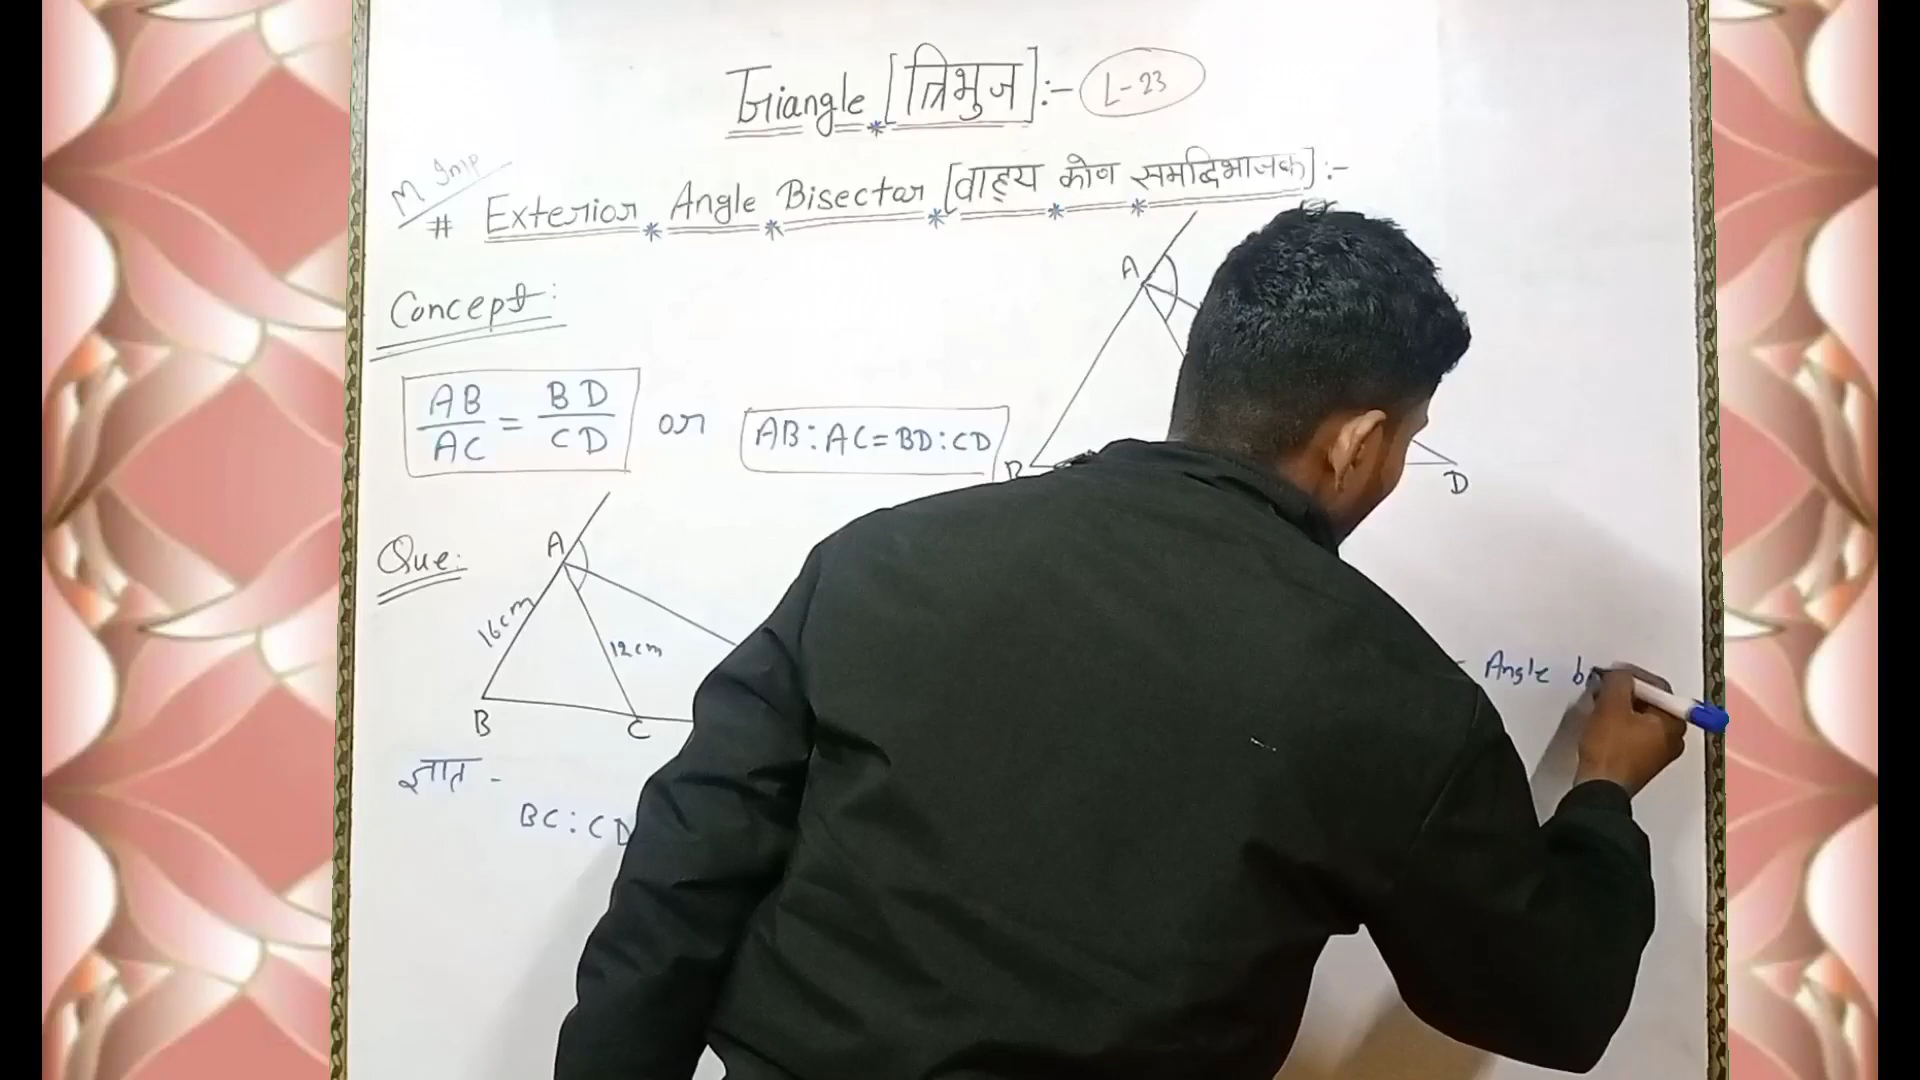 Triangle [त्रिभुज]:- L-23
M Imp
# Exterior Angle Bisector [वाह्य कोण समद्विभाजक]:-
Concept:
AB/AC = BD/CD or AB:AC=BD:CD
A
B
D
Que:
A
16cm
12cm
B
C
ज्ञात -
BC:CD
- Angle